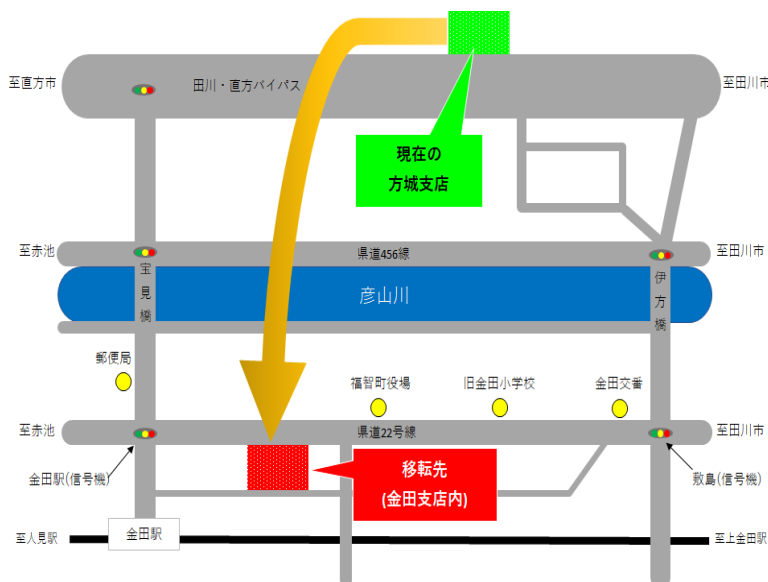 至直方市
田川・直方バイパス
至田川市
現在の
方城支店
至赤池
県道456線
至田川市
宝見橋
彦山川
伊方橋
郵便局
福智町役場
旧金田小学校
金田交番
至赤池
県道22号線
至田川市
金田駅(信号機)
移転先
(金田支店内)
敷島(信号機)
至人見駅
金田駅
至上金田駅